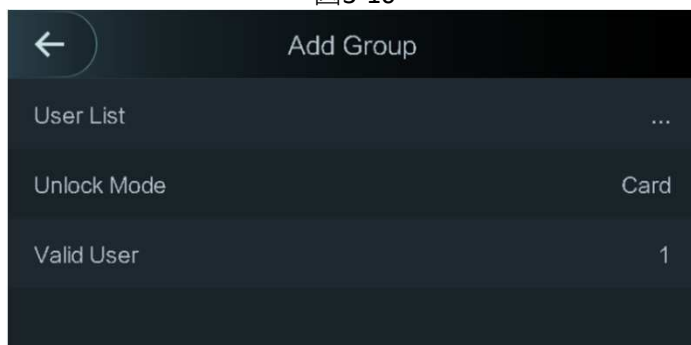 Add Group
User List ...
Unlock Mode Card
Valid User 1